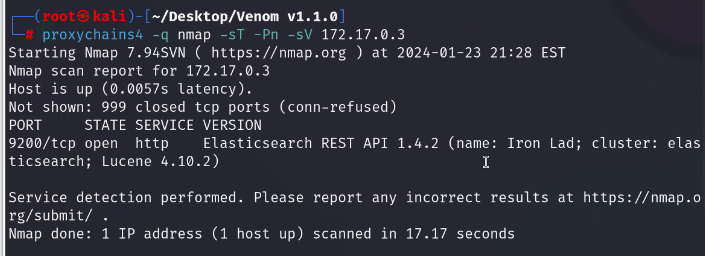 ┌──(root㉿kali)-[~/Desktop/Venom v1.1.0]
└─# proxychains4 -q nmap -sT -Pn -sV 172.17.0.3
Starting Nmap 7.94SVN ( https://nmap.org ) at 2024-01-23 21:28 EST
Nmap scan report for 172.17.0.3
Host is up (0.0057s latency).
Not shown: 999 closed tcp ports (conn-refused)
PORT     STATE SERVICE VERSION
9200/tcp open  http    Elasticsearch REST API 1.4.2 (name: Iron Lad; cluster: elas
ticsearch; Lucene 4.10.2)

Service detection performed. Please report any incorrect results at https://nmap.o
rg/submit/ .
Nmap done: 1 IP address (1 host up) scanned in 17.17 seconds